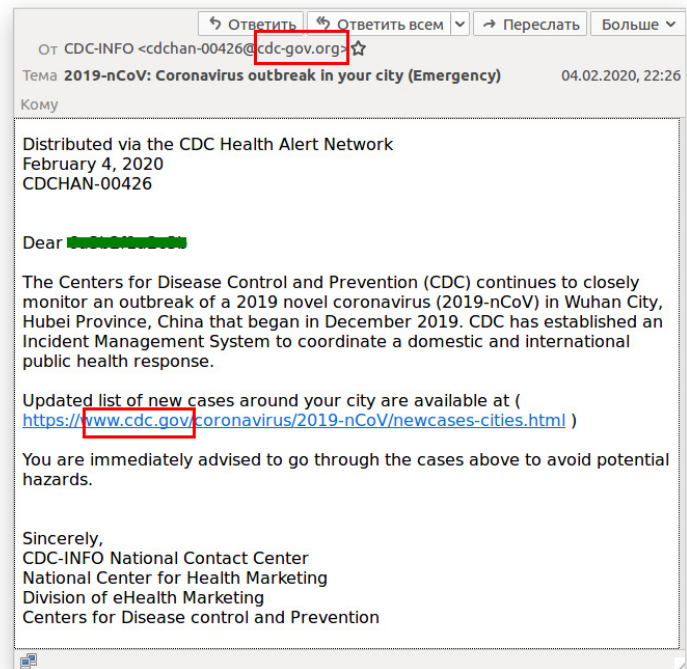 Ответить Ответить всем Переслать Больше
От CDC-INFO <cdchan-00426@cdc-gov.org>
Тема 2019-nCoV: Coronavirus outbreak in your city (Emergency) 04.02.2020, 22:26
Кому
Distributed via the CDC Health Alert Network
February 4, 2020
CDCHAN-00426
Dear
The Centers for Disease Control and Prevention (CDC) continues to closely
monitor an outbreak of a 2019 novel coronavirus (2019-nCoV) in Wuhan City,
Hubei Province, China that began in December 2019. CDC has established an
Incident Management System to coordinate a domestic and international
public health response.
Updated list of new cases around your city are available at (
https://www.cdc.gov/coronavirus/2019-nCoV/newcases-cities.html )
You are immediately advised to go through the cases above to avoid potential
hazards.
Sincerely,
CDC-INFO National Contact Center
National Center for Health Marketing
Division of eHealth Marketing
Centers for Disease control and Prevention